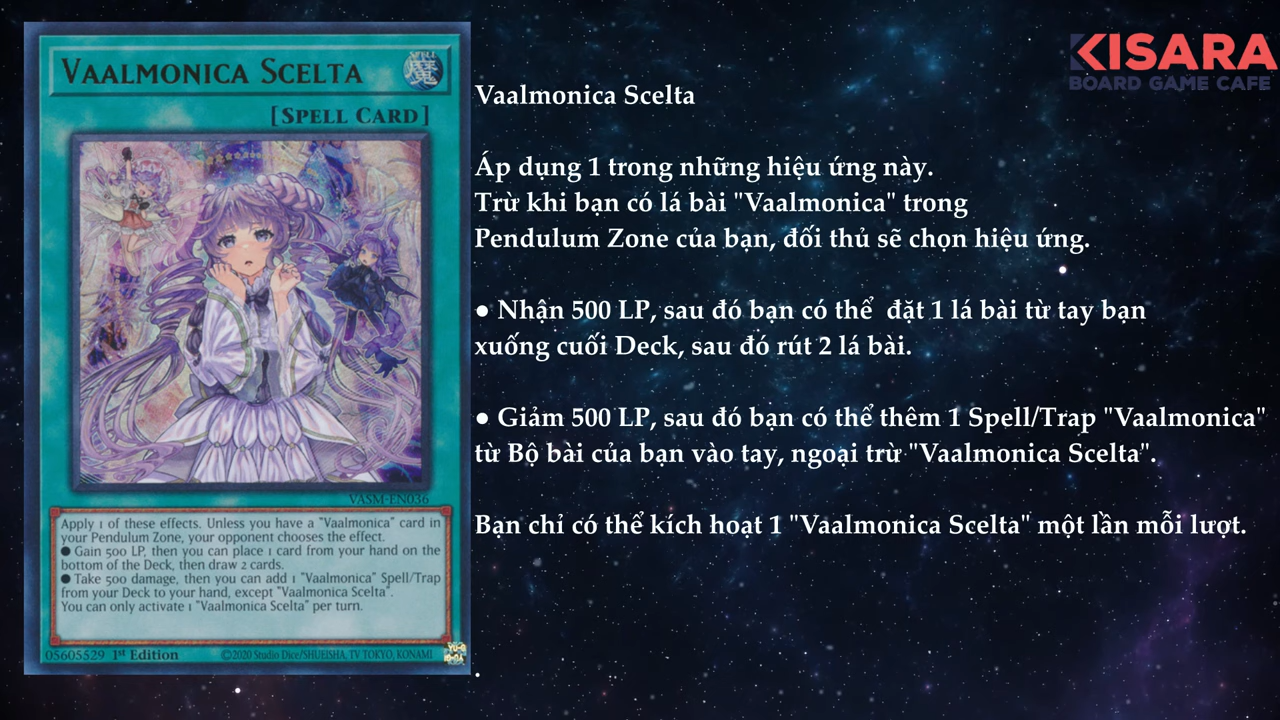 VAALMONICA SCELTA
SPELL
魔
[SPELL CARD]
VASM-EN036
Apply 1 of these effects. Unless you have a "Vaalmonica" card in
your Pendulum Zone, your opponent chooses the effect.
●Gain 500 LP, then you can place 1 card from your hand on the
bottom of the Deck, then draw 2 cards.
●Take 500 damage, then you can add 1 "Vaalmonica" Spell/Trap
from your Deck to your hand, except "Vaalmonica Scelta".
You can only activate 1 "Vaalmonica Scelta" per turn.
05605529 1st Edition ©2020 Studio Dice/SHUEISHA, TV TOKYO, KONAMI
KISARA
BOARD GAME CAFE
Vaalmonica Scelta
Áp dụng 1 trong những hiệu ứng này.
Trừ khi bạn có lá bài "Vaalmonica" trong
Pendulum Zone của bạn, đối thủ sẽ chọn hiệu ứng.
● Nhận 500 LP, sau đó bạn có thể  đặt 1 lá bài từ tay bạn
xuống cuối Deck, sau đó rút 2 lá bài.
● Giảm 500 LP, sau đó bạn có thể thêm 1 Spell/Trap "Vaalmonica"
từ Bộ bài của bạn vào tay, ngoại trừ "Vaalmonica Scelta".
Bạn chỉ có thể kích hoạt 1 "Vaalmonica Scelta" một lần mỗi lượt.
.